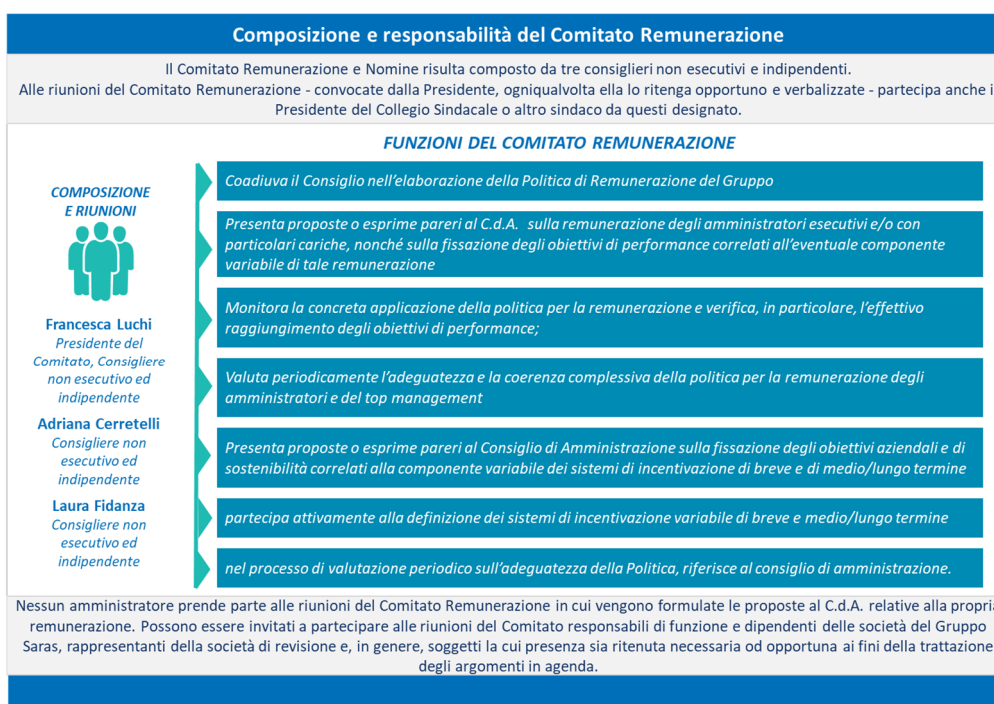 Composizione e responsabilità del Comitato Remunerazione
Il Comitato Remunerazione e Nomine risulta composto da tre consiglieri non esecutivi e indipendenti.
Alle riunioni del Comitato Remunerazione - convocate dalla Presidente, ogniqualvolta ella lo ritenga opportuno e verbalizzate - partecipa anche i
Presidente del Collegio Sindacale o altro sindaco da questi designato.
FUNZIONI DEL COMITATO REMUNERAZIONE
COMPOSIZIONE
E RIUNIONI
Francesca Luchi
Presidente del
Comitato, Consigliere
non esecutivo ed
indipendente
Adriana Cerretelli
Consigliere non
esecutivo ed
indipendente
Laura Fidanza
Consigliere non
esecutivo ed
indipendente
Coadiuva il Consiglio nell'elaborazione della Politica di Remunerazione del Gruppo
Presenta proposte o esprime pareri al C.d.A. sulla remunerazione degli amministratori esecutivi e/o con
particolari cariche, nonché sulla fissazione degli obiettivi di performance correlati all'eventuale componente
variabile di tale remunerazione
Monitora la concreta applicazione della politica per la remunerazione e verifica, in particolare, l'effettivo
raggiungimento degli obiettivi di performance;
Valuta periodicamente l'adeguatezza e la coerenza complessiva della politica per la remunerazione degli
amministratori e del top management
Presenta proposte o esprime pareri al Consiglio di Amministrazione sulla fissazione degli obiettivi aziendali e di
sostenibilità correlati alla componente variabile dei sistemi di incentivazione di breve e di medio/lungo termine
partecipa attivamente alla definizione dei sistemi di incentivazione variabile di breve e medio/lungo termine
nel processo di valutazione periodico sull'adeguatezza della Politica, riferisce al consiglio di amministrazione.
Nessun amministratore prende parte alle riunioni del Comitato Remunerazione in cui vengono formulate le proposte al C.d.A. relative alla propria
remunerazione. Possono essere invitati a partecipare alle riunioni del Comitato responsabili di funzione e dipendenti delle società del Gruppo
Saras, rappresentanti della società di revisione e, in genere, soggetti la cui presenza sia ritenuta necessaria od opportuna ai fini della trattazione
degli argomenti in agenda.